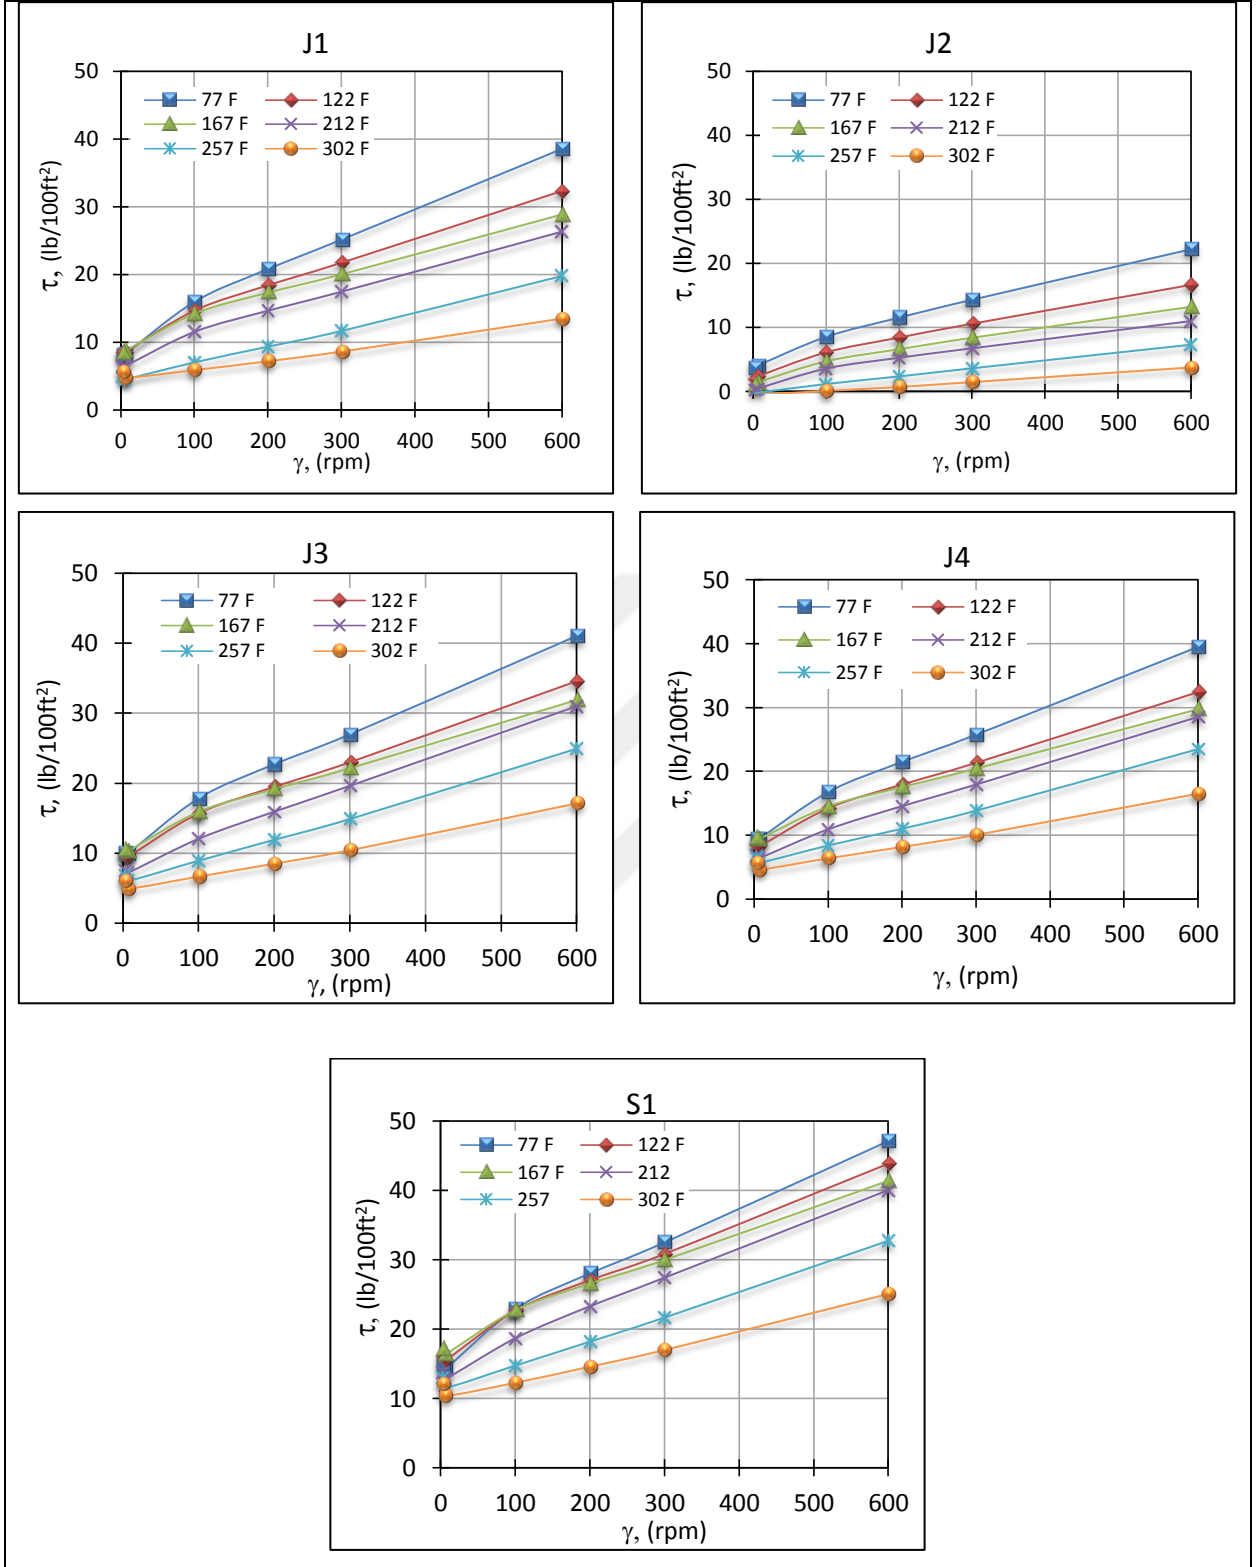 J1
50
40
30
20
10
0
τ, (lb/100ft²)
77 F 122 F
167 F 212 F
257 F 302 F
0 100 200 300 400 500 600
γ, (rpm)
J2
50
40
30
20
10
0
τ, (lb/100ft²)
77 F 122 F
167 F 212 F
257 F 302 F
0 100 200 300 400 500 600
γ, (rpm)
J3
50
40
30
20
10
0
τ, (lb/100ft²)
77 F 122 F
167 F 212 F
257 F 302 F
0 100 200 300 400 500 600
γ, (rpm)
J4
50
40
30
20
10
0
τ, (lb/100ft²)
77 F 122 F
167 F 212 F
257 F 302 F
0 100 200 300 400 500 600
γ, (rpm)
S1
50
40
30
20
10
0
τ, (lb/100ft²)
77 F 122 F
167 F 212
257 302 F
0 100 200 300 400 500 600
γ, (rpm)